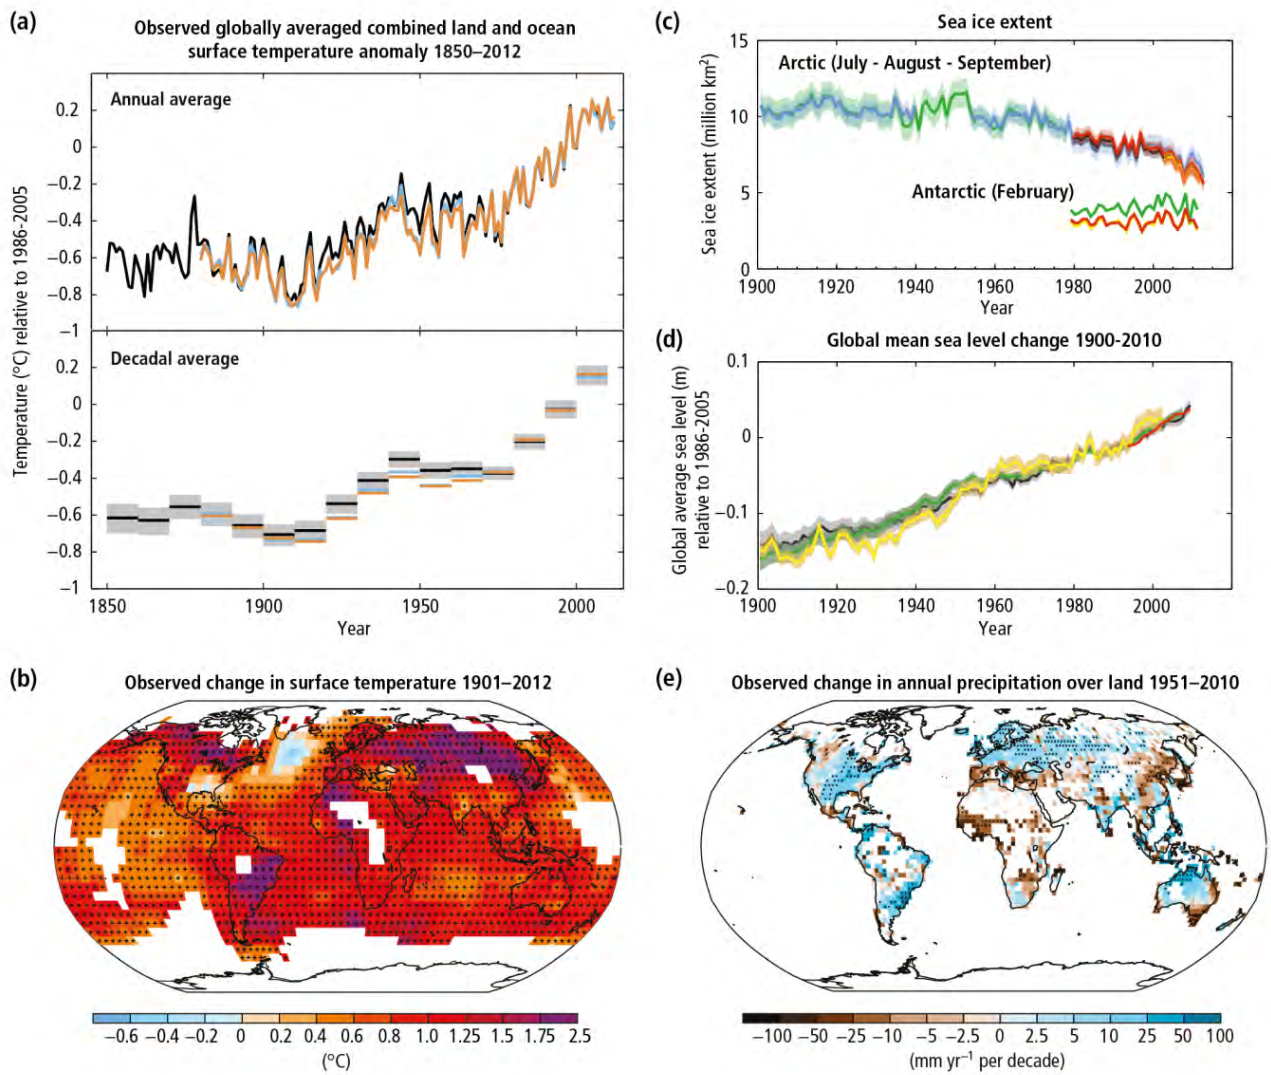 (a)
Observed globally averaged combined land and ocean
surface temperature anomaly 1850–2012
Annual average
0.2
0
−0.2
−0.4
−0.6
−0.8
−1
Temperature (°C) relative to 1986-2005
Decadal average
0.2
0
−0.2
−0.4
−0.6
−0.8
−1
1850 1900 1950 2000
Year
(c)
Sea ice extent
Arctic (July - August - September)
Antarctic (February)
Sea ice extent (million km²)
15
10
5
0
1900 1920 1940 1960 1980 2000
Year
(d)
Global mean sea level change 1900-2010
Global average sea level (m)
relative to 1986-2005
0.1
0
−0.1
−0.2
1900 1920 1940 1960 1980 2000
Year
(b)
Observed change in surface temperature 1901–2012
−0.6 −0.4 −0.2 0 0.2 0.4 0.6 0.8 1.0 1.25 1.5 1.75 2.5
(°C)
(e)
Observed change in annual precipitation over land 1951–2010
−100 −50 −25 −10 −5 −2.5 0 2.5 5 10 25 50 100
(mm yr⁻¹ per decade)